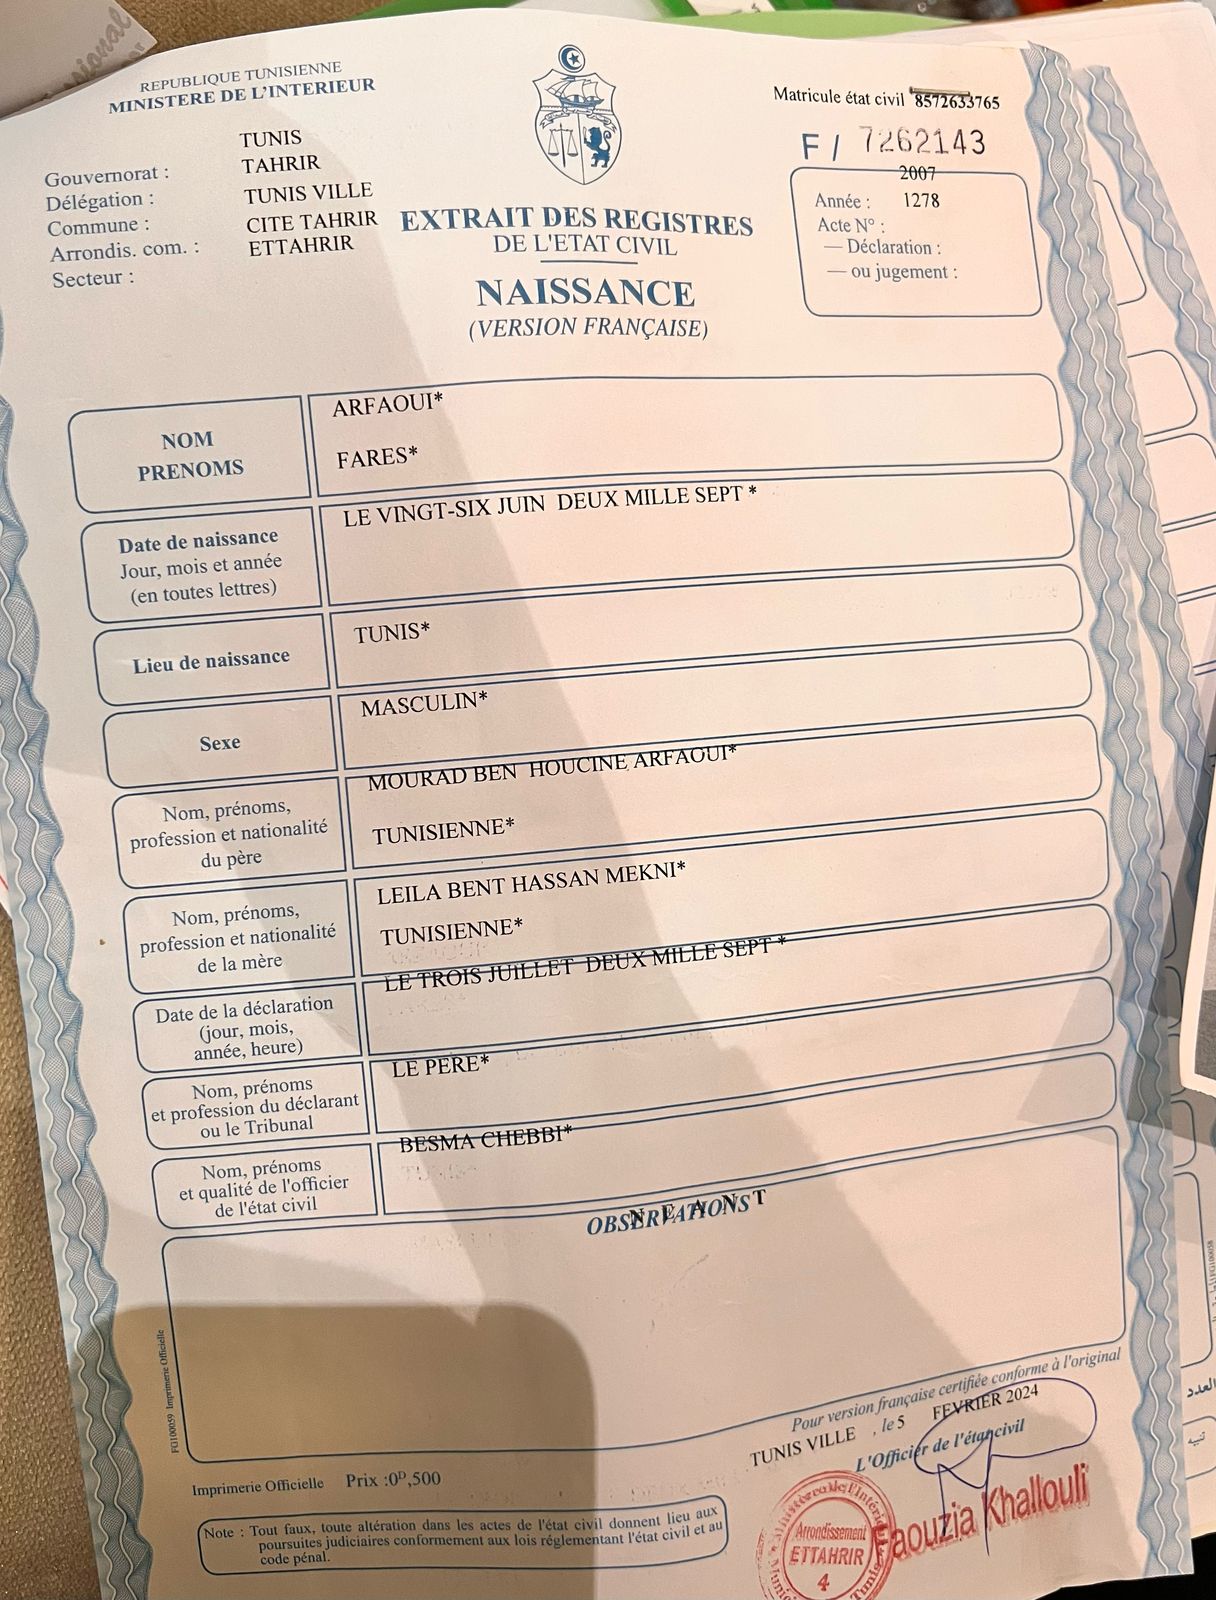 REPUBLIQUE TUNISIENNE
MINISTERE DE L'INTERIEUR
Gouvernorat : TUNIS
Délégation : TAHRIR
Commune : TUNIS VILLE
Arrondis. com. : CITE TAHRIR
Secteur : ETTAHRIR
EXTRAIT DES REGISTRES
DE L'ETAT CIVIL
NAISSANCE
(VERSION FRANÇAISE)
Matricule état civil 8572633765
F/ 7262143
Année : 2007
Acte N° : 1278
— Déclaration :
— ou jugement :
NOM
PRENOMS
ARFAOUI*
FARES*
Date de naissance
Jour, mois et année
(en toutes lettres)
LE VINGT-SIX JUIN DEUX MILLE SEPT *
Lieu de naissance
TUNIS*
Sexe
MASCULIN*
Nom, prénoms,
profession et nationalité
du père
MOURAD BEN HOUCINE ARFAOUI*
TUNISIENNE*
Nom, prénoms,
profession et nationalité
de la mère
LEILA BENT HASSAN MEKNI*
TUNISIENNE*
Date de la déclaration
(jour, mois,
année, heure)
LE TROIS JUILLET DEUX MILLE SEPT *
Nom, prénoms
et profession du déclarant
ou le Tribunal
LE PERE*
Nom, prénoms
et qualité de l'officier
de l'état civil
BESMA CHEBBI*
OBSERVATIONS
N E A N T
FG100059 Imprimerie Officielle
Pour version française certifiée conforme à l'original
TUNIS VILLE , le 5 FEVRIER 2024
L'Officier de l'état civil
Faouzia Khallouli
Arrondissement
ETTAHRIR
4
Imprimerie Officielle Prix :0ᴰ,500
Note : Tout faux, toute altération dans les actes de l'état civil donnent lieu aux
poursuites judiciaires conformement aux lois réglementant l'état civil et au
code pénal.
العدد